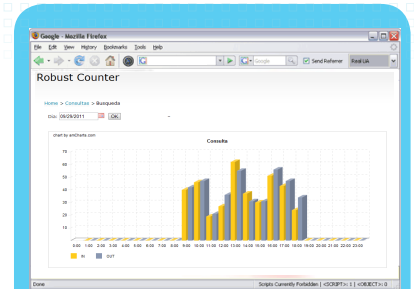 Google - Mozilla Firefox
File Edit View History Bookmarks Tools Help
Google
Send Referrer
Real UA
Robust Counter
Home > Consultas > Busqueda
Dia: 09/29/2011
OK
-
chart by amCharts.com
Consulta
70
60
50
40
30
20
10
0:00 1:00 2:00 3:00 4:00 5:00 6:00 7:00 8:00 9:00 10:00 11:00 12:00 13:00 14:00 15:00 16:00 17:00 18:00 19:00 20:00 21:00 22:00 23:00
IN OUT
Done
Scripts Currently Forbidden | <SCRIPT>: 1 | <OBJECT>: 0